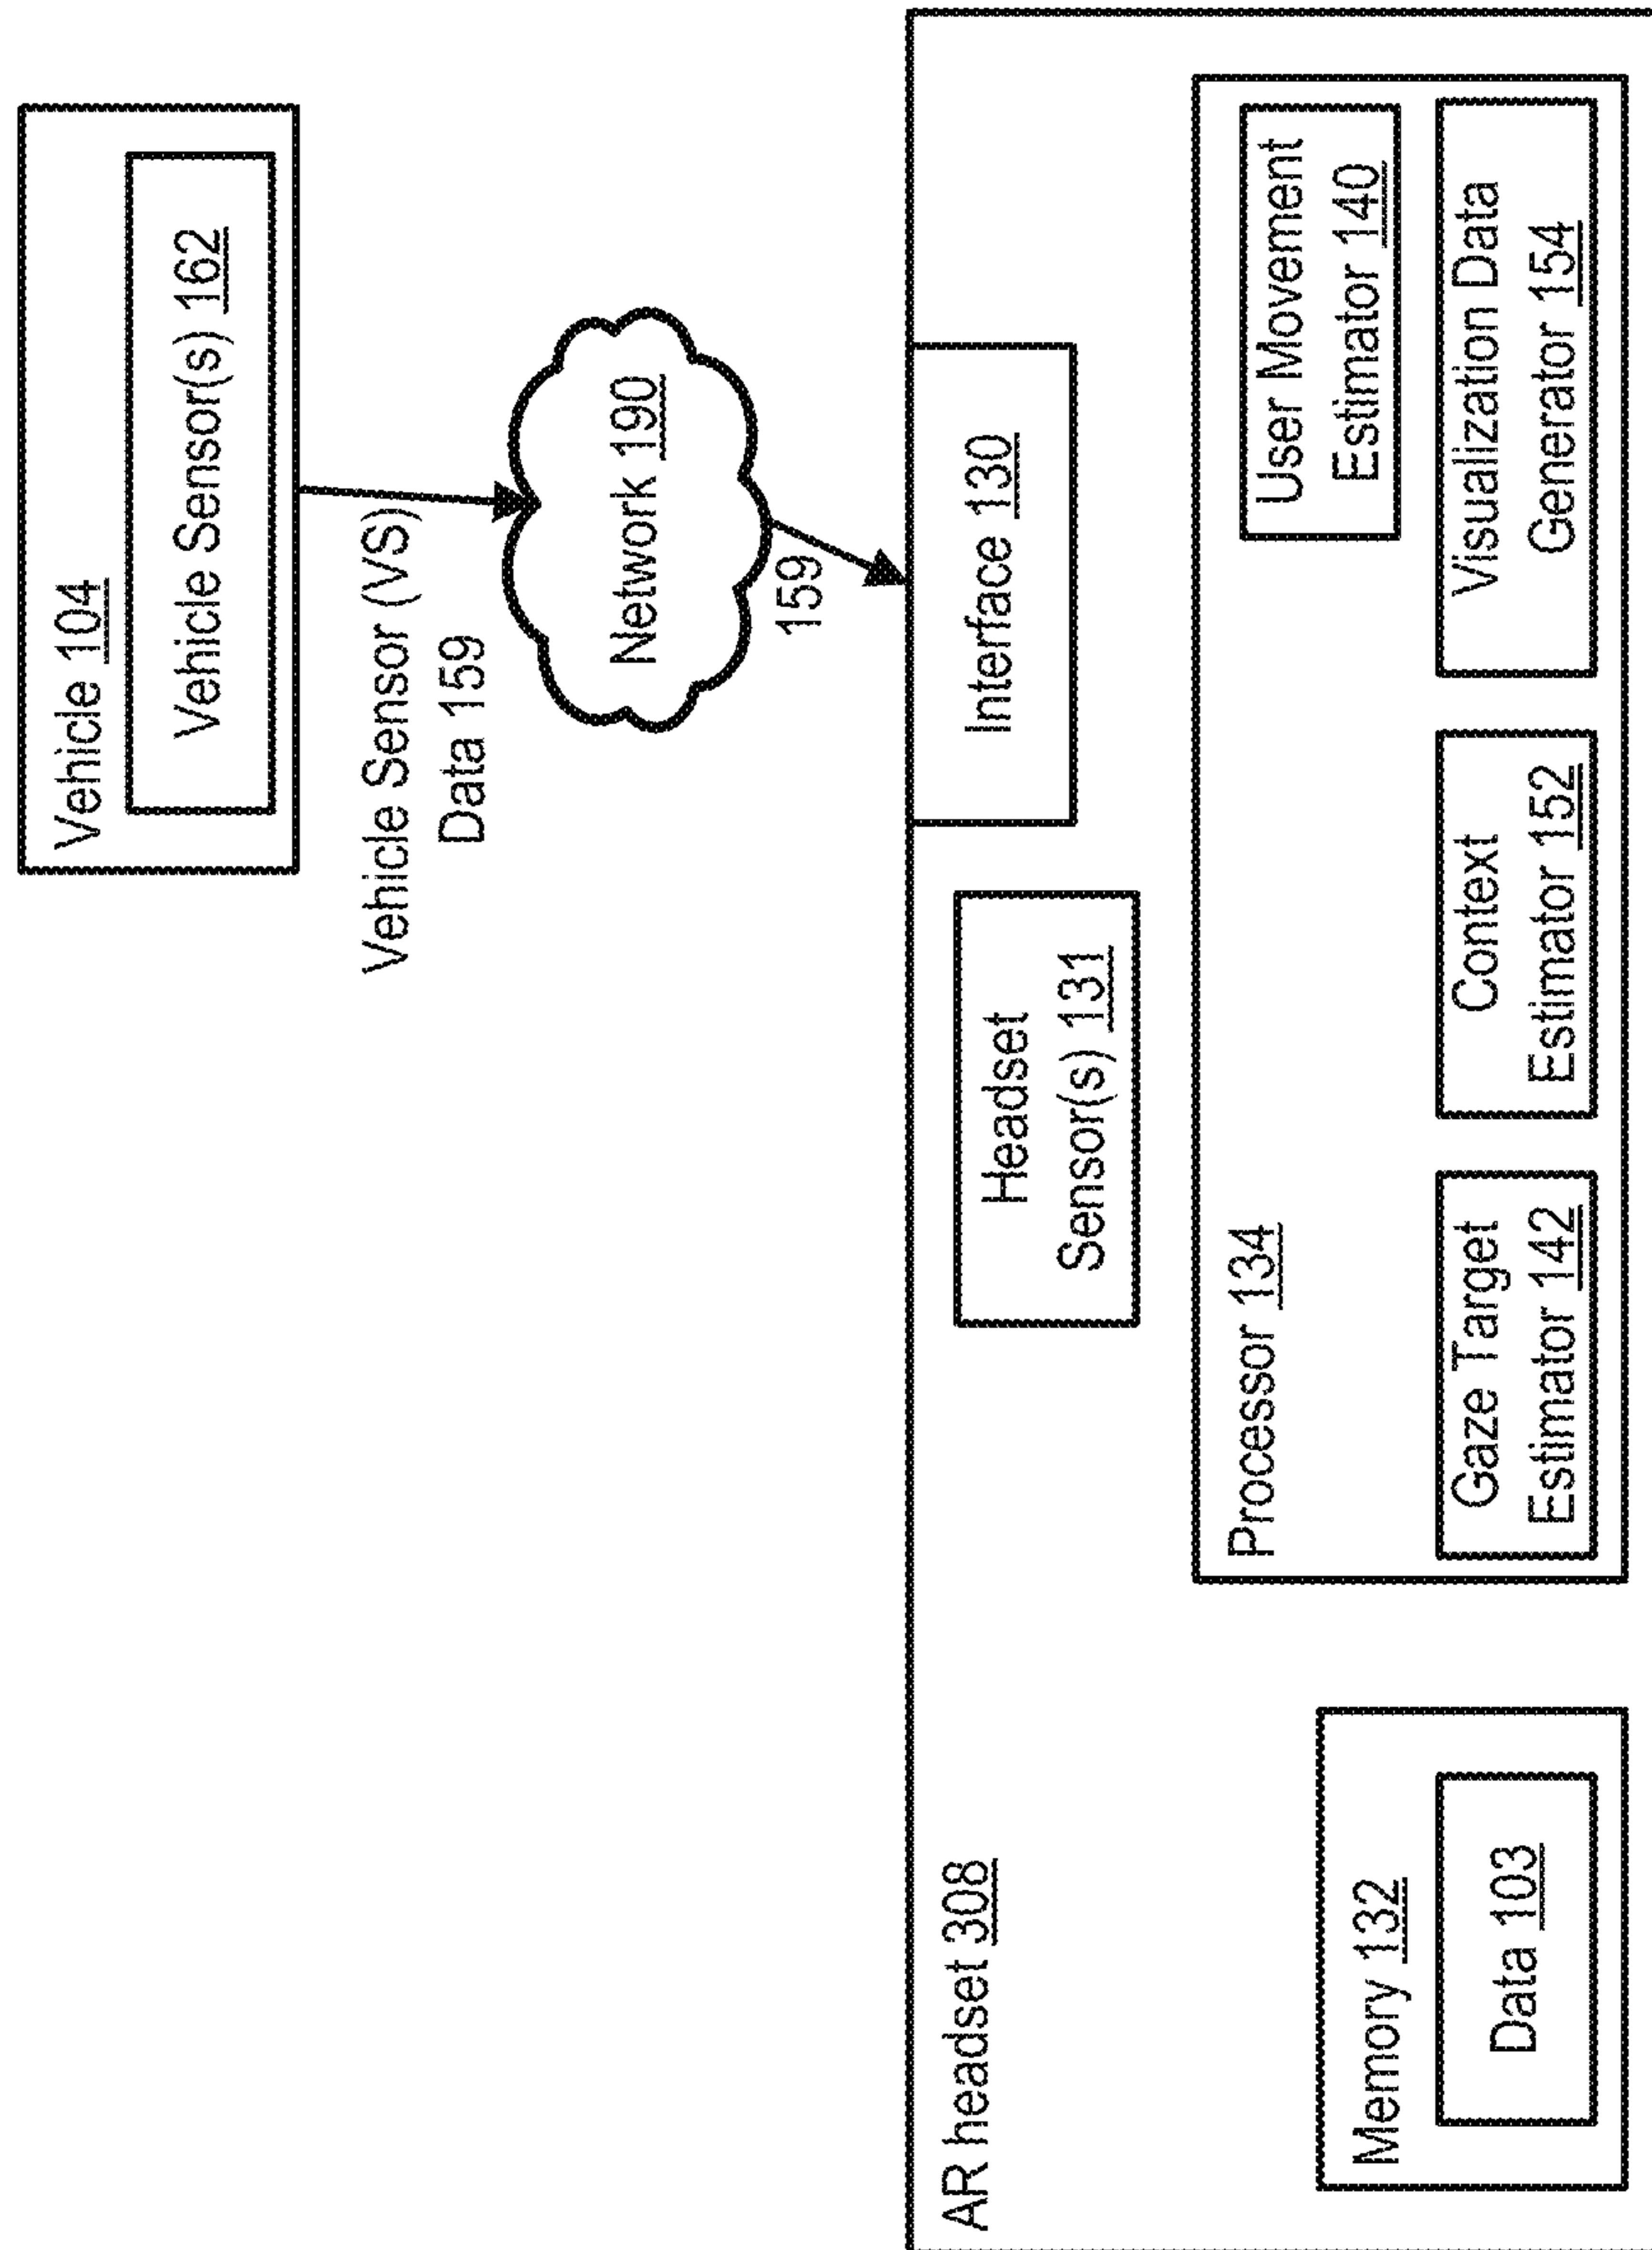 Vehicle 104
Vehicle Sensor(s) 162
Vehicle Sensor (VS)
Data 159
Network 190
159
AR headset 308
Interface 130
Headset
Sensor(s) 131
Processor 134
User Movement
Estimator 140
Memory 132
Data 103
Gaze Target
Estimator 142
Context
Estimator 152
Visualization Data
Generator 154